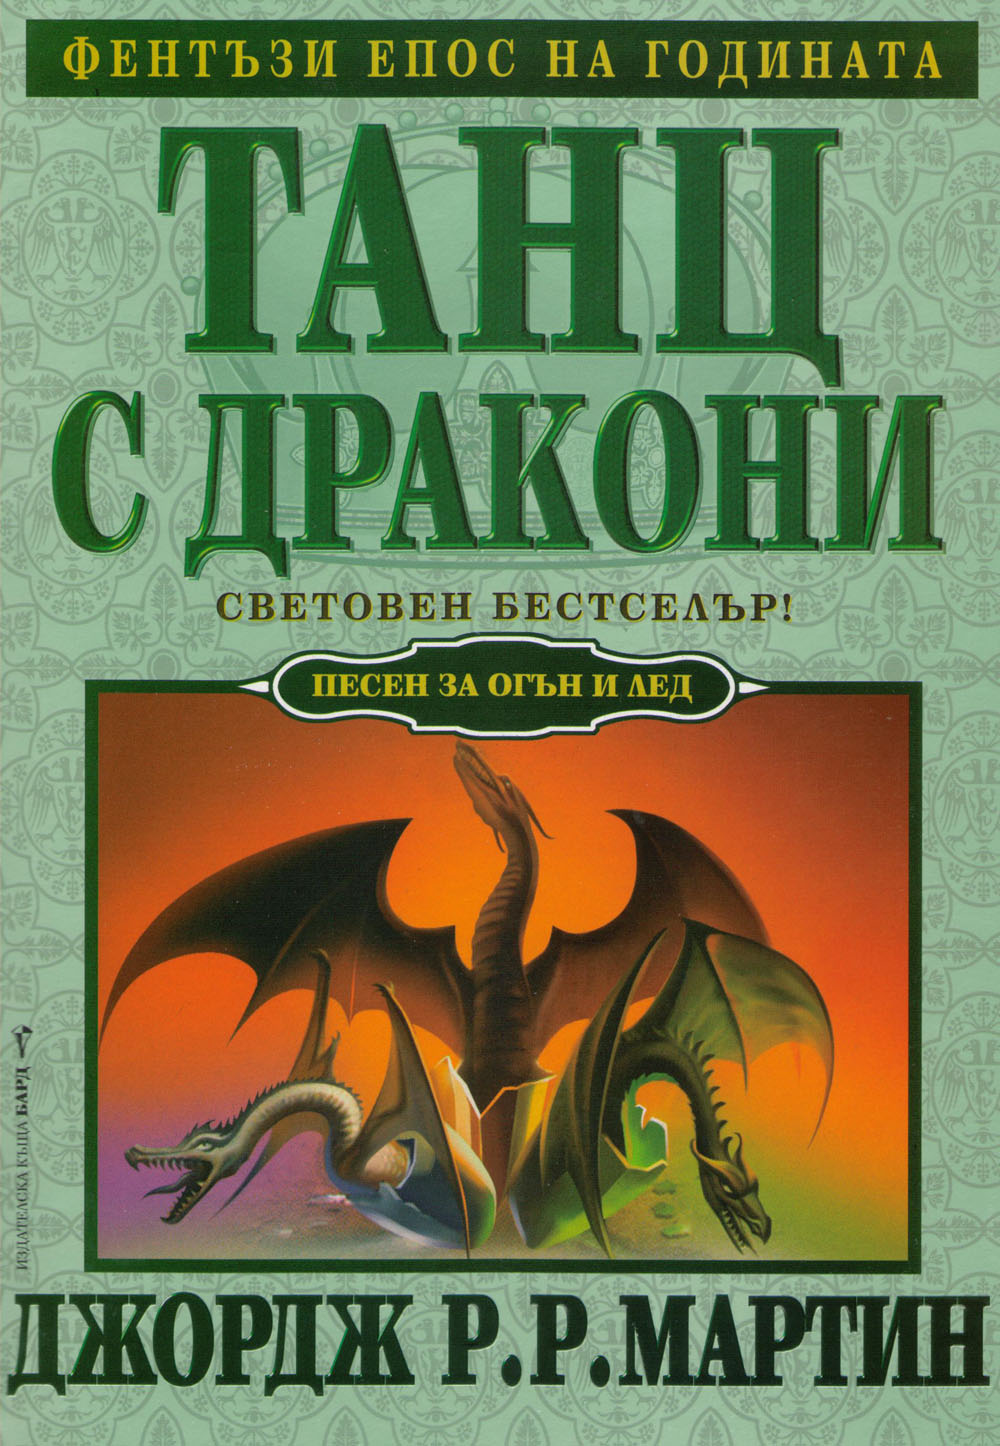 ФЕНТЪЗИ ЕПОС НА ГОДИНАТА
ТАНЦ
С ДРАКОНИ
СВЕТОВЕН БЕСТСЕЛЪР!
ПЕСЕН ЗА ОГЪН И ЛЕД
ИЗДАТЕЛСКА КЪЩА БАРД
ДЖОРДЖ Р.Р.МАРТИН